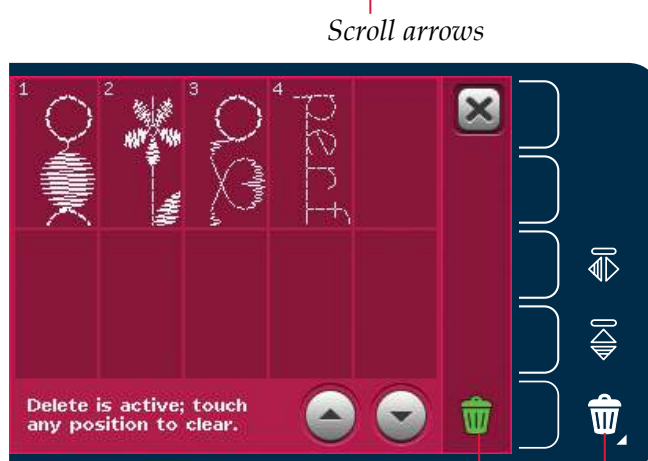 Scroll arrows
1 2 3 4
perf
Delete is active; touch
any position to clear.